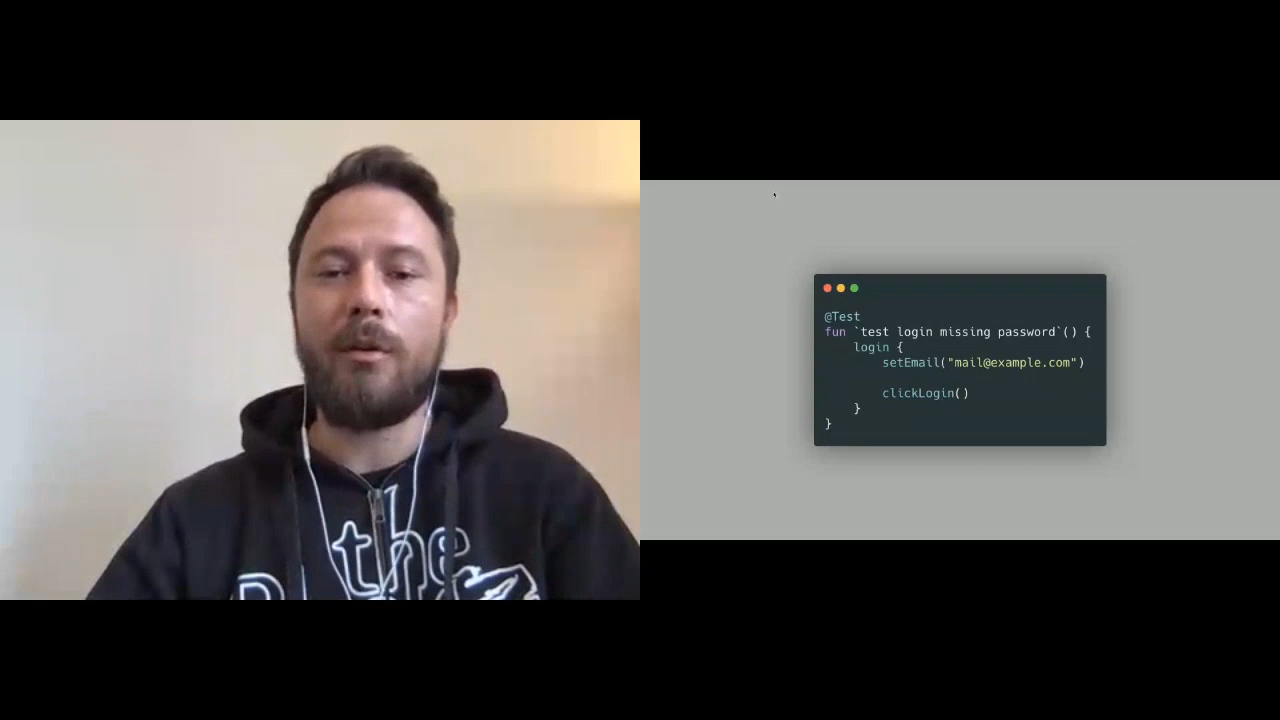 the
@Test
fun `test login missing password`() {
    login {
        setEmail("mail@example.com")
        clickLogin()
    }
}